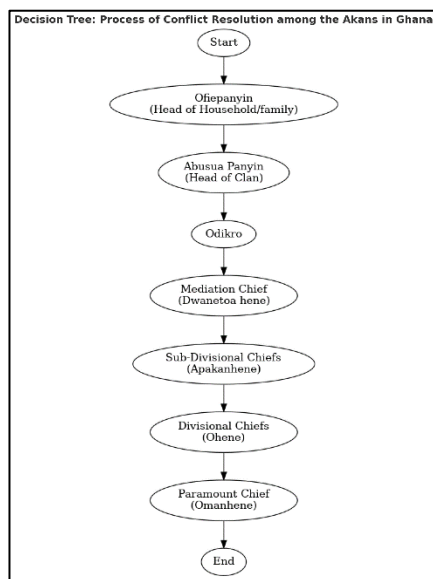 Decision Tree: Process of Conflict Resolution among the Akans in Ghana
Start
Ofiepanyin
(Head of Household/family)
Abusua Panyin
(Head of Clan)
Odikro
Mediation Chief
(Dwanetoa hene)
Sub-Divisional Chiefs
(Apakanhene)
Divisional Chiefs
(Ohene)
Paramount Chief
(Omanhene)
End